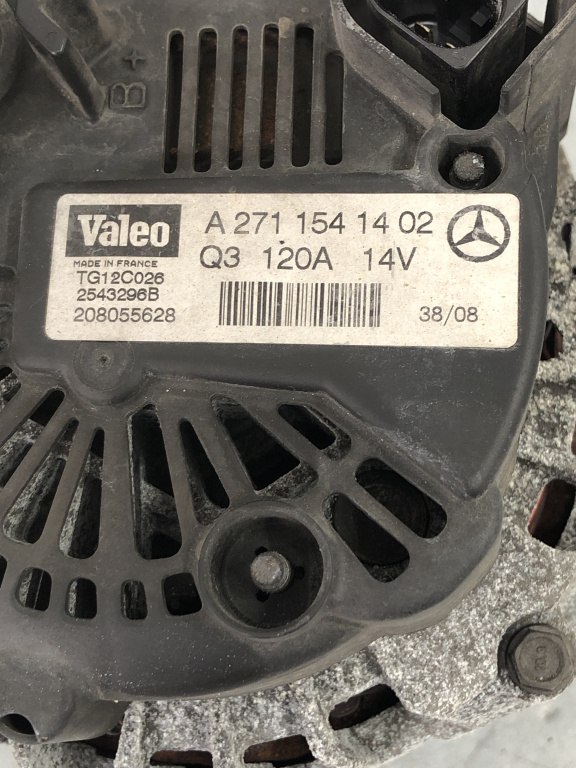 B+
Valeo
A 271 154 14 02
MADE IN FRANCE
Q3 120A 14V
TG12C026
2543296B
208055628
38/08